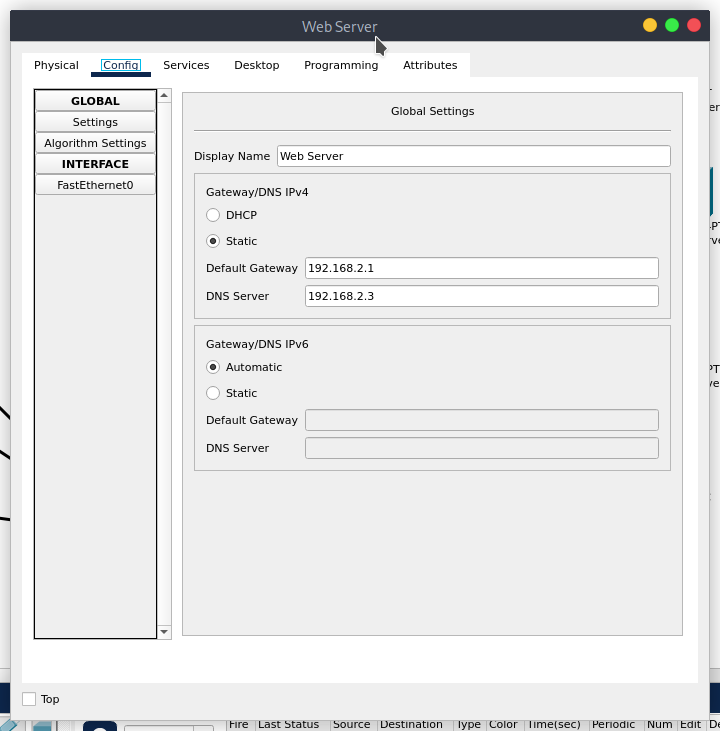 Web Server
Physical Config Services Desktop Programming Attributes
GLOBAL
Settings
Algorithm Settings
INTERFACE
FastEthernet0
Global Settings
Display Name Web Server
Gateway/DNS IPv4
DHCP
Static
Default Gateway 192.168.2.1
DNS Server 192.168.2.3
Gateway/DNS IPv6
Automatic
Static
Default Gateway
DNS Server
Top
Fire Last Status Source Destination Type Color Time(sec) Periodic Num Edit